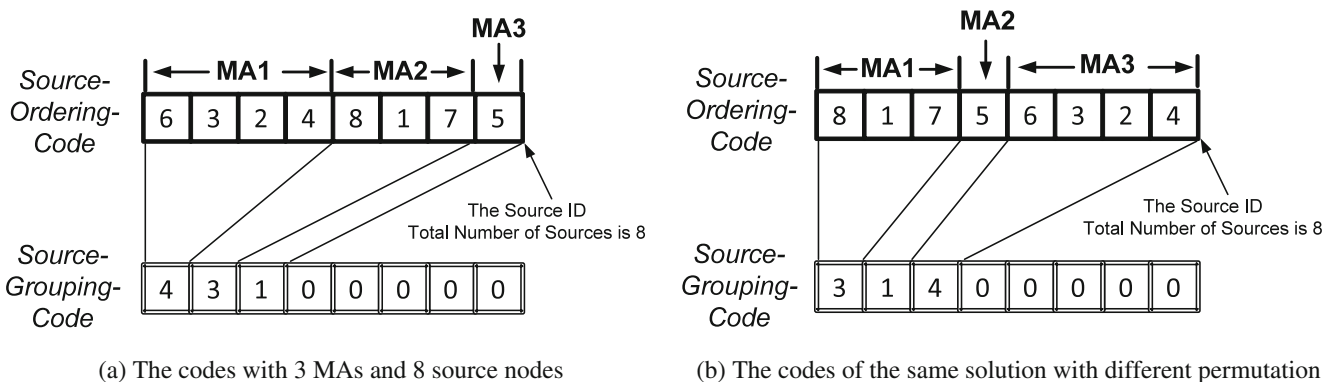 MA3
MA1 MA2
Source-
Ordering-
Code
6 3 2 4 8 1 7 5
The Source ID
Total Number of Sources is 8
Source-
Grouping-
Code
4 3 1 0 0 0 0 0
(a) The codes with 3 MAs and 8 source nodes
MA2
MA1 MA3
Source-
Ordering-
Code
8 1 7 5 6 3 2 4
The Source ID
Total Number of Sources is 8
Source-
Grouping-
Code
3 1 4 0 0 0 0 0
(b) The codes of the same solution with different permutation